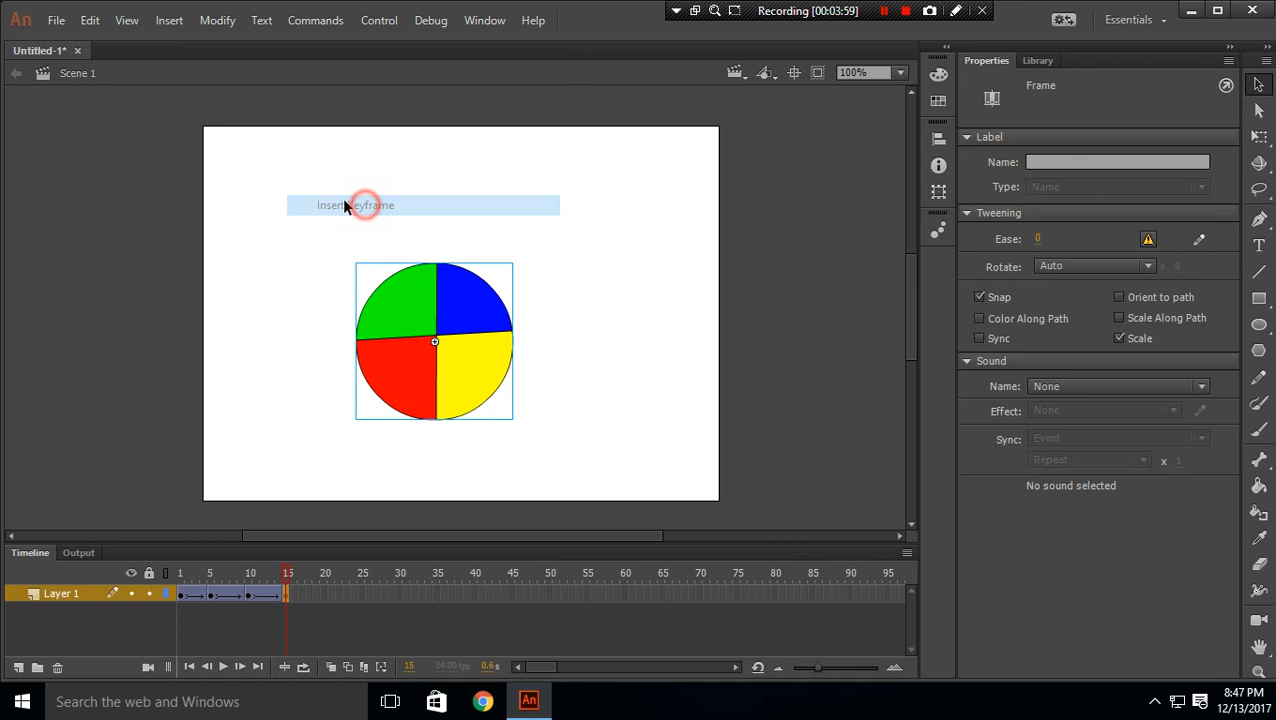 An File Edit View Insert Modify Text Commands Control Debug Window Help
Recording [00:03:59]
Essentials
Untitled-1* ×
Scene 1
100%
Properties Library
Frame
Label
Name:
Type: Name
Tweening
Ease: 0
Rotate: Auto x 0
Snap Orient to path
Color Along Path Scale Along Path
Sync Scale
Sound
Name: None
Effect: None
Sync: Event
Repeat x 1
No sound selected
Insert Keyframe
Timeline Output
1 5 10 15 20 25 30 35 40 45 50 55 60 65 70 75 80 85 90 95
Layer 1
15 24.00 fps 0.6 s
Search the web and Windows
An
8:47 PM
12/13/2017